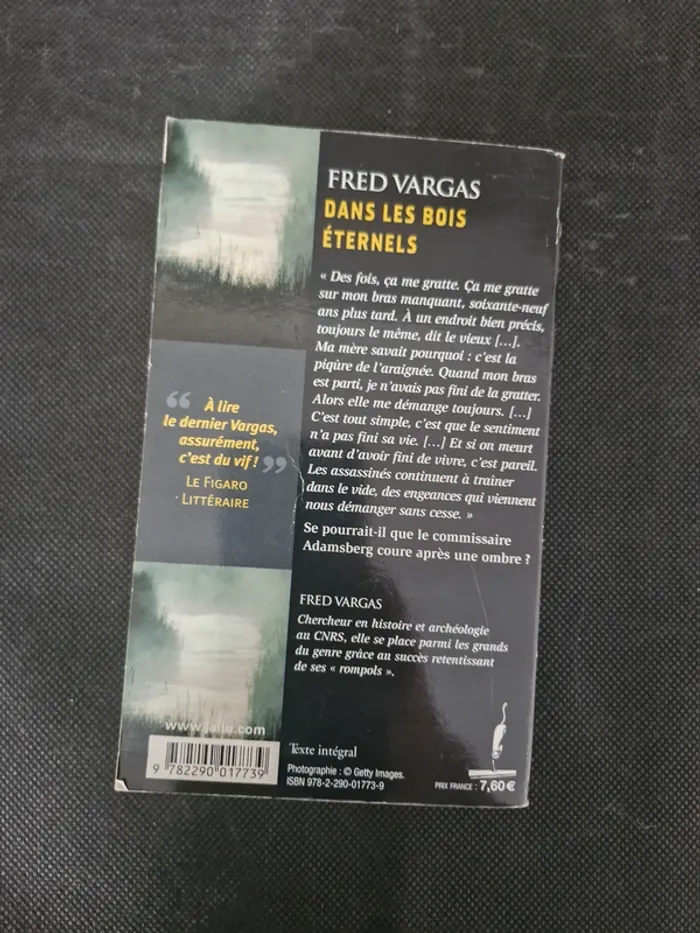 FRED VARGAS
DANS LES BOIS
ÉTERNELS
« Des fois, ça me gratte. Ça me gratte
sur mon bras manquant, soixante-neuf
ans plus tard. À un endroit bien précis,
toujours le même, dit le vieux [...].
Ma mère savait pourquoi : c'est la
piqûre de l'araignée. Quand mon bras
est parti, je n'avais pas fini de la gratter.
Alors elle me démange toujours. [...]
C'est tout simple, c'est que le sentiment
n'a pas fini sa vie. [...] Et si on meurt
avant d'avoir fini de vivre, c'est pareil.
Les assassinés continuent à traîner
dans le vide, des engeances qui viennent
nous démanger sans cesse. »
Se pourrait-il que le commissaire
Adamsberg coure après une ombre ?
“ À lire
le dernier Vargas,
assurément,
c'est du vif ! ”
LE FIGARO
LITTÉRAIRE
FRED VARGAS
Chercheur en histoire et archéologie
au CNRS, elle se place parmi les grands
du genre grâce au succès retentissant
de ses « rompols ».
www.jailu.com
9 782290 017739
Texte intégral
Photographie : © Getty Images.
ISBN 978-2-290-01773-9
PRIX FRANCE : 7,60 €